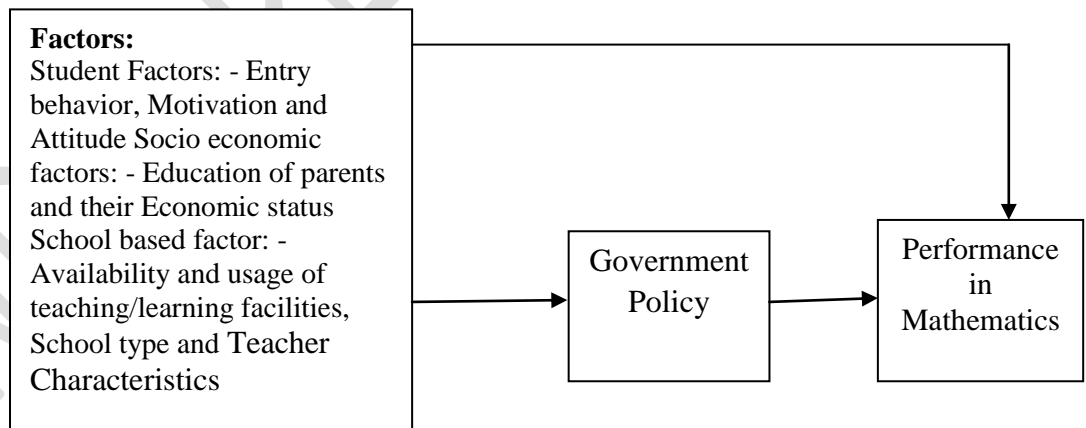 Factors:
Student Factors: - Entry
behavior, Motivation and
Attitude Socio economic
factors: - Education of parents
and their Economic status
School based factor: -
Availability and usage of
teaching/learning facilities,
School type and Teacher
Characteristics
Government
Policy
Performance
in
Mathematics